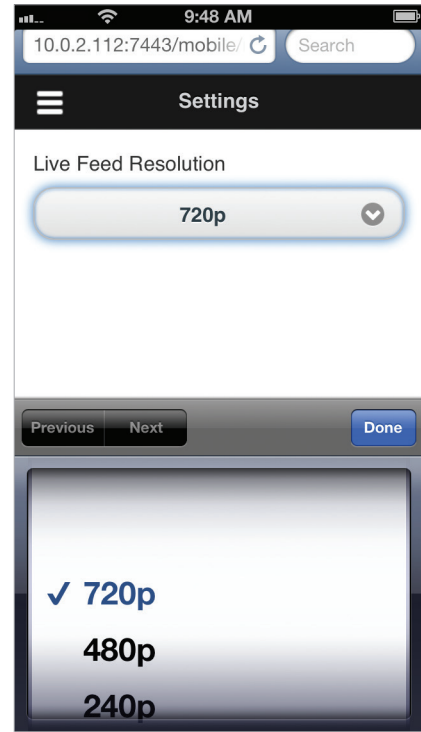 9:48 AM
10.0.2.112:7443/mobile/ Search
Settings
Live Feed Resolution
720p
Previous Next Done
✓ 720p
480p
240p